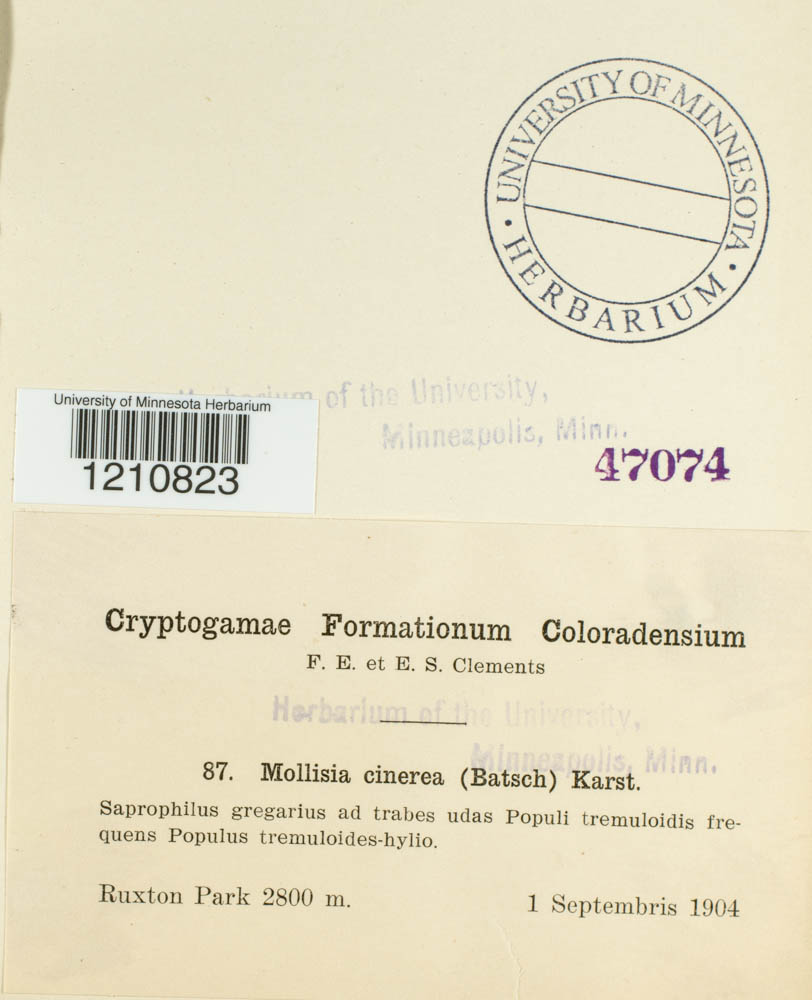 UNIVERSITY OF MINNESOTA
• HERBARIUM •
Herbarium of the University,
Minneapolis, Minn.
University of Minnesota Herbarium
1210823
47074
Cryptogamae Formationum Coloradensium
F. E. et E. S. Clements
Herbarium of the University,
Minneapolis, Minn.
87. Mollisia cinerea (Batsch) Karst.
Saprophilus gregarius ad trabes udas Populi tremuloidis fre-
quens Populus tremuloides-hylio.
Ruxton Park 2800 m. 1 Septembris 1904